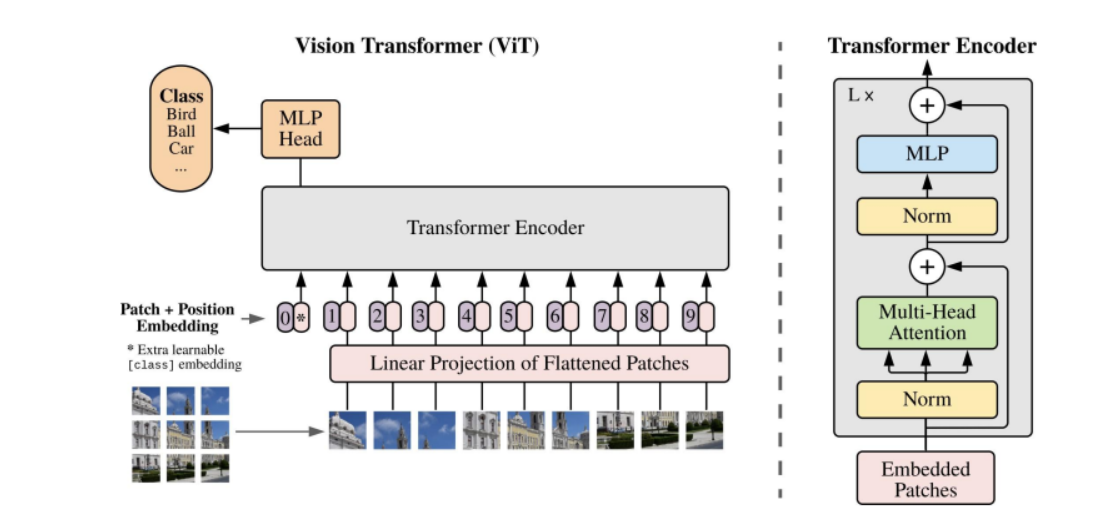 Vision Transformer (ViT)
Class
Bird
Ball
Car
...
MLP
Head
Transformer Encoder
Patch + Position
Embedding
* Extra learnable
[class] embedding
0 * 1 2 3 4 5 6 7 8 9
Linear Projection of Flattened Patches
Transformer Encoder
L x
+
MLP
Norm
+
Multi-Head
Attention
Norm
Embedded
Patches